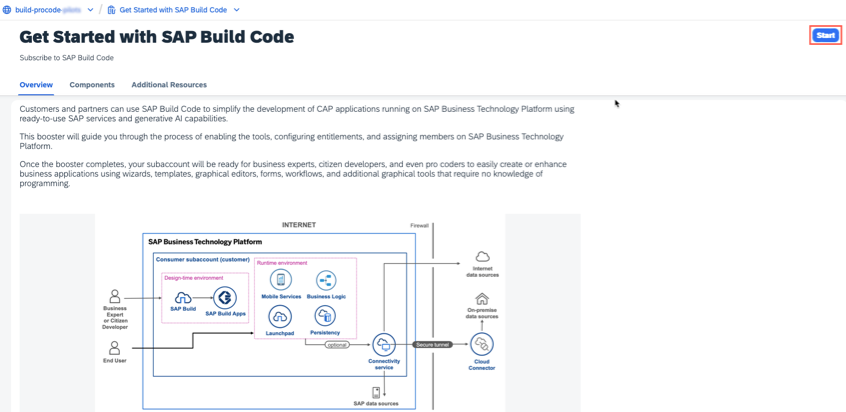 build-procode / Get Started with SAP Build Code
Get Started with SAP Build Code
Start
Subscribe to SAP Build Code
Overview Components Additional Resources
Customers and partners can use SAP Build Code to simplify the development of CAP applications running on SAP Business Technology Platform using
ready-to-use SAP services and generative AI capabilities.
This booster will guide you through the process of enabling the tools, configuring entitlements, and assigning members on SAP Business Technology
Platform.
Once the booster completes, your subaccount will be ready for business experts, citizen developers, and even pro coders to easily create or enhance
business applications using wizards, templates, graphical editors, forms, workflows, and additional graphical tools that require no knowledge of
programming.
INTERNET
Firewall
SAP Business Technology Platform
Consumer subaccount (customer)
Runtime environment
Design-time environment
Internet
data sources
Mobile Services Business Logic
Business
Expert
or Citizen
Developer
SAP Build
SAP Build Apps
On-premise
data sources
Launchpad
Persistency
optional
Secure tunnel
End User
Connectivity
service
Cloud
Connector
SAP data sources